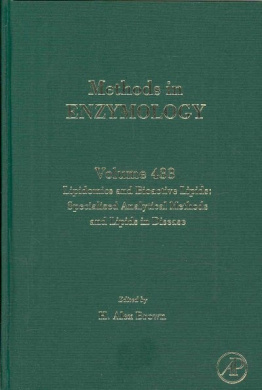 Methods in
ENZYMOLOGY
Volume 433
Lipidomics and Bioactive Lipids:
Specialized Analytical Methods
and Lipids in Disease
Edited by
H. Alex Brown
AP